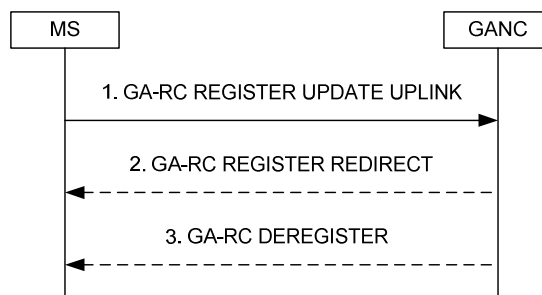 MS
GANC
1. GA-RC REGISTER UPDATE UPLINK
2. GA-RC REGISTER REDIRECT
3. GA-RC DEREGISTER